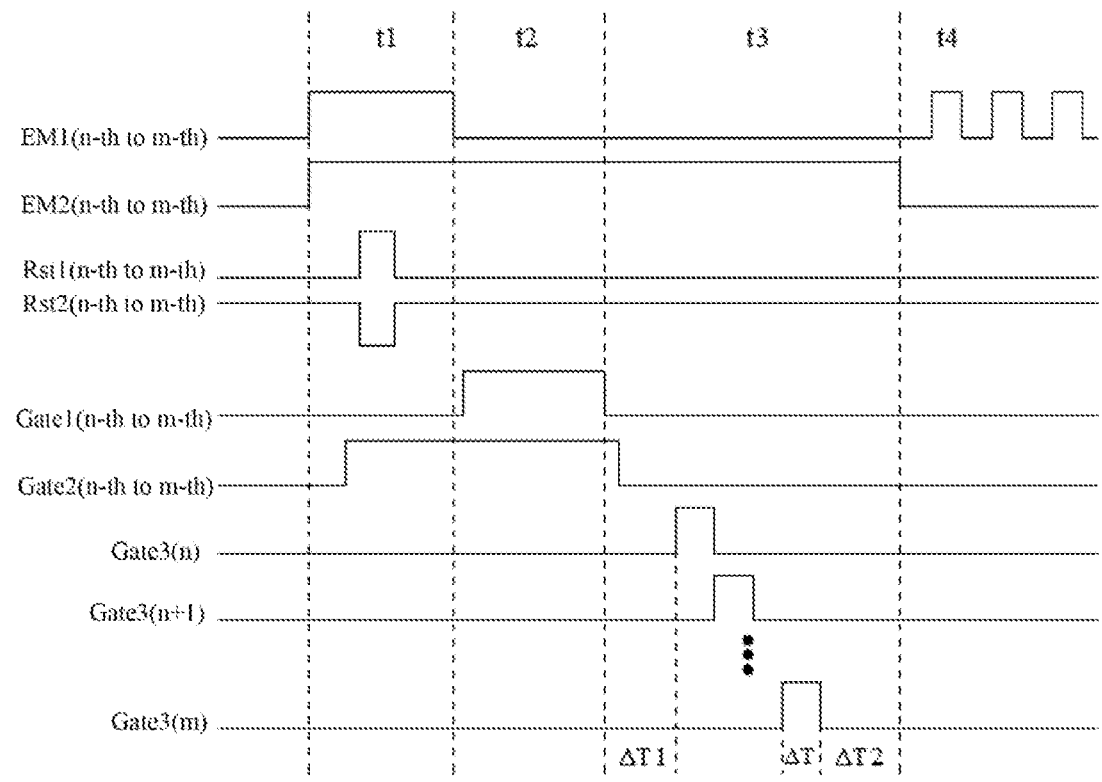 t1 t2 t3 t4
EM1(n-th to m-th)
EM2(n-th to m-th)
Rst1(n-th to m-th)
Rst2(n-th to m-th)
Gate1(n-th to m-th)
Gate2(n-th to m-th)
Gate3(n)
Gate3(n+1)
Gate3(m)
ΔT1 ΔT ΔT2